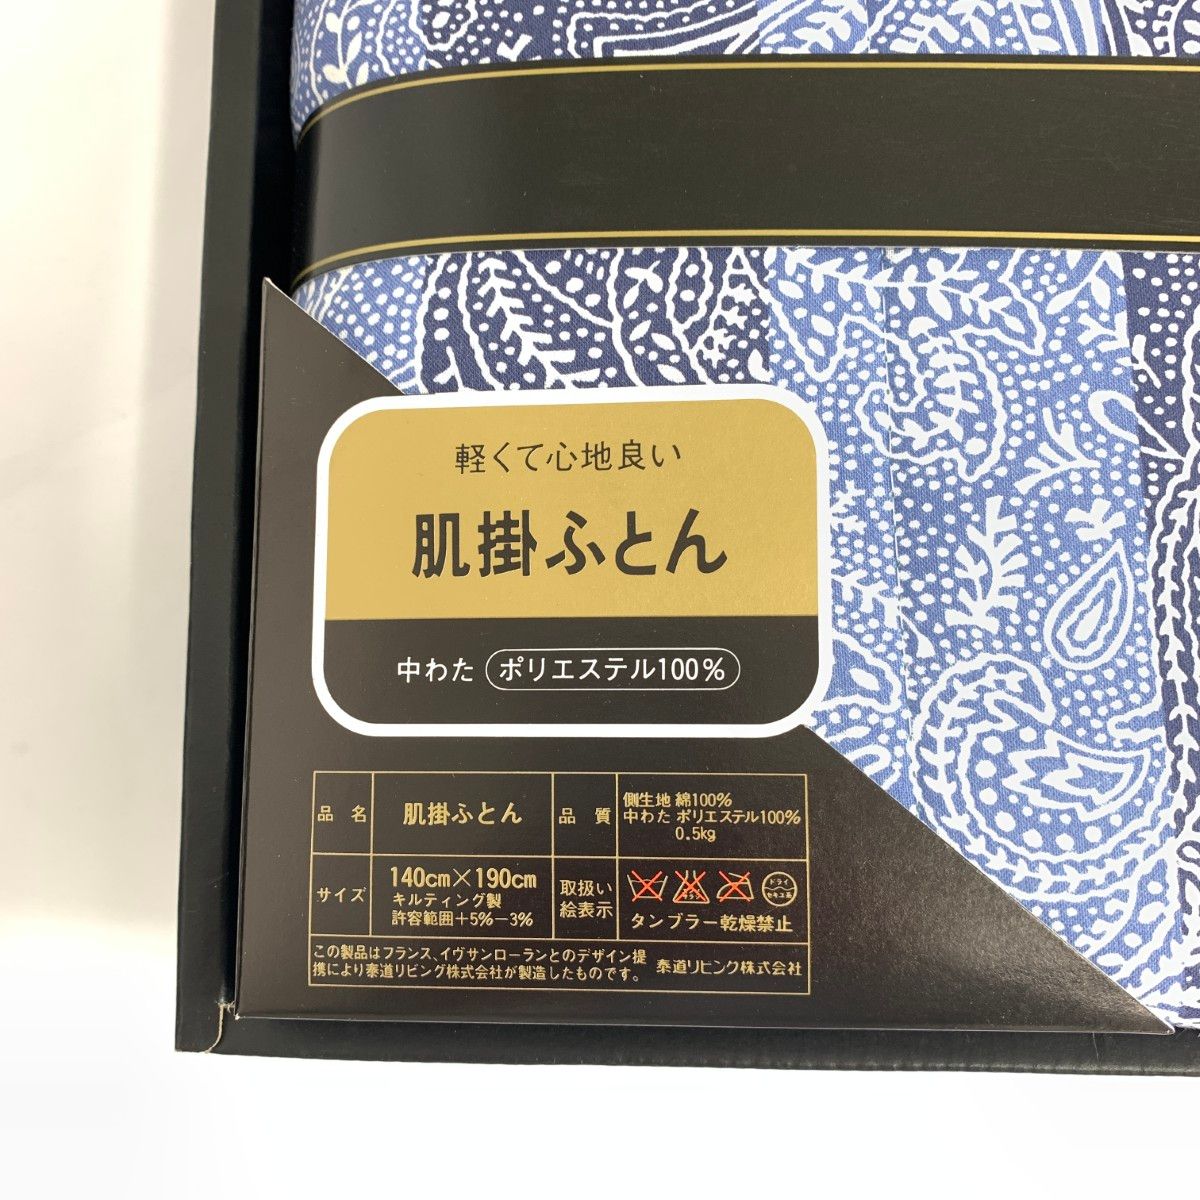 軽くて心地良い
肌掛ふとん
中わた ポリエステル100%
品 名 肌掛ふとん
品 質 側生地 綿100%
中わた ポリエステル100%
0.5kg
サイズ 140cm×190cm
キルティング製
許容範囲+5%−3%
取扱い
絵表示
ドライ
セキユ系
タンブラー乾燥禁止
この製品はフランス、イヴサンローランとのデザイン提
携により泰道リビング株式会社が製造したものです。
泰道リビング株式会社